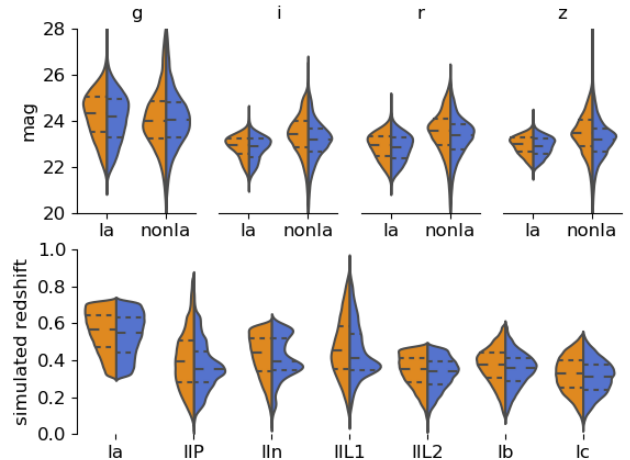 g i r z
28
26
24
22
20
mag
Ia nonIa Ia nonIa Ia nonIa Ia nonIa
1.0
0.8
0.6
0.4
0.2
0.0
simulated redshift
Ia IIP IIn IIL1 IIL2 Ib Ic